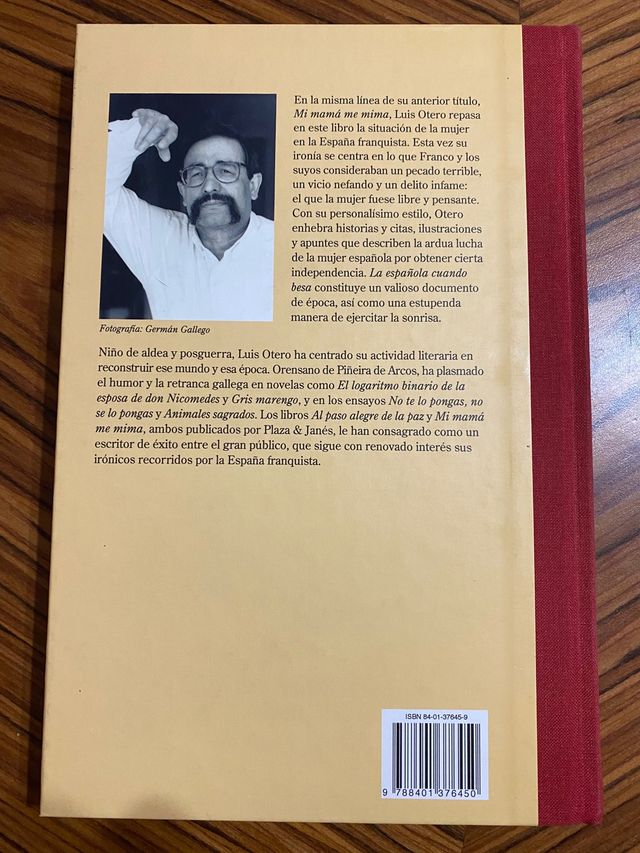 En la misma línea de su anterior título,
Mi mamá me mima, Luis Otero repasa
en este libro la situación de la mujer
en la España franquista. Esta vez su
ironía se centra en lo que Franco y los
suyos consideraban un pecado terrible,
un vicio nefando y un delito infame:
el que la mujer fuese libre y pensante.
Con su personalísimo estilo, Otero
enhebra historias y citas, ilustraciones
y apuntes que describen la ardua lucha
de la mujer española por obtener cierta
independencia. La española cuando
besa constituye un valioso documento
de época, así como una estupenda
manera de ejercitar la sonrisa.
Fotografía: Germán Gallego
Niño de aldea y posguerra, Luis Otero ha centrado su actividad literaria en
reconstruir ese mundo y esa época. Orensano de Piñeira de Arcos, ha plasmado
el humor y la retranca gallega en novelas como El logaritmo binario de la
esposa de don Nicomedes y Gris marengo, y en los ensayos No te lo pongas, no
se lo pongas y Animales sagrados. Los libros Al paso alegre de la paz y Mi mamá
me mima, ambos publicados por Plaza & Janés, le han consagrado como un
escritor de éxito entre el gran público, que sigue con renovado interés sus
irónicos recorridos por la España franquista.
ISBN 84-01-37645-9
9 788401 376450